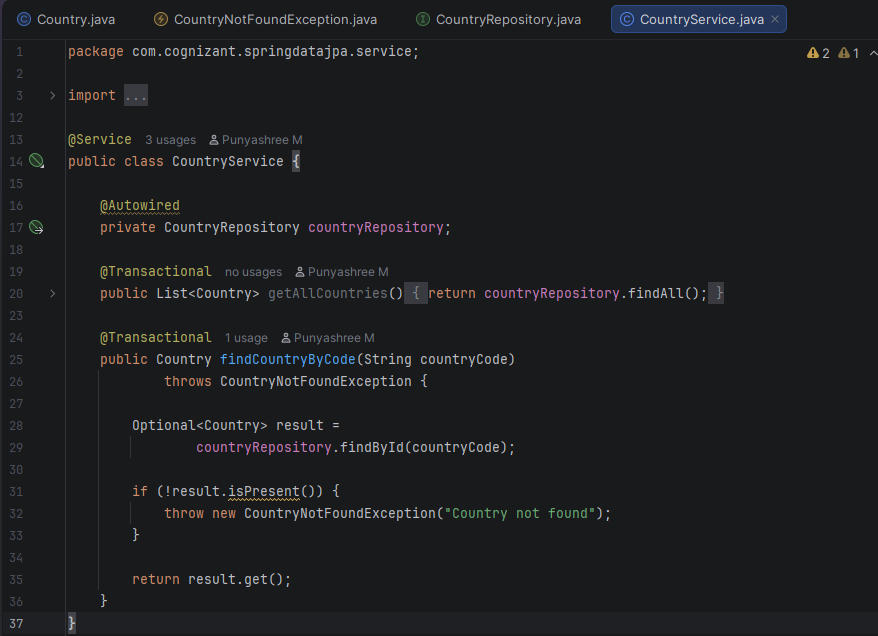 Country.java CountryNotFoundException.java CountryRepository.java CountryService.java
1 package com.cognizant.springdatajpa.service;
2
3 import ...
12
13 @Service 3 usages Punyashree M
14 public class CountryService {
15
16 @Autowired
17 private CountryRepository countryRepository;
18
19 @Transactional no usages Punyashree M
20 public List<Country> getAllCountries() { return countryRepository.findAll(); }
23
24 @Transactional 1 usage Punyashree M
25 public Country findCountryByCode(String countryCode)
26 throws CountryNotFoundException {
27
28 Optional<Country> result =
29 countryRepository.findById(countryCode);
30
31 if (!result.isPresent()) {
32 throw new CountryNotFoundException("Country not found");
33 }
34
35 return result.get();
36 }
37 }
2 1